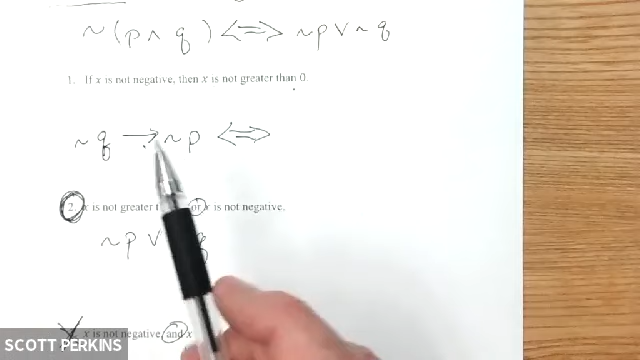 ~(p ∧ q) ⟺ ~p ∨ ~q
1. If x is not negative, then x is not greater than 0.
~q → ~p ⟺
2. x is not greater or x is not negative.
~p ∨ q
x is not negative, and x
SCOTT PERKINS